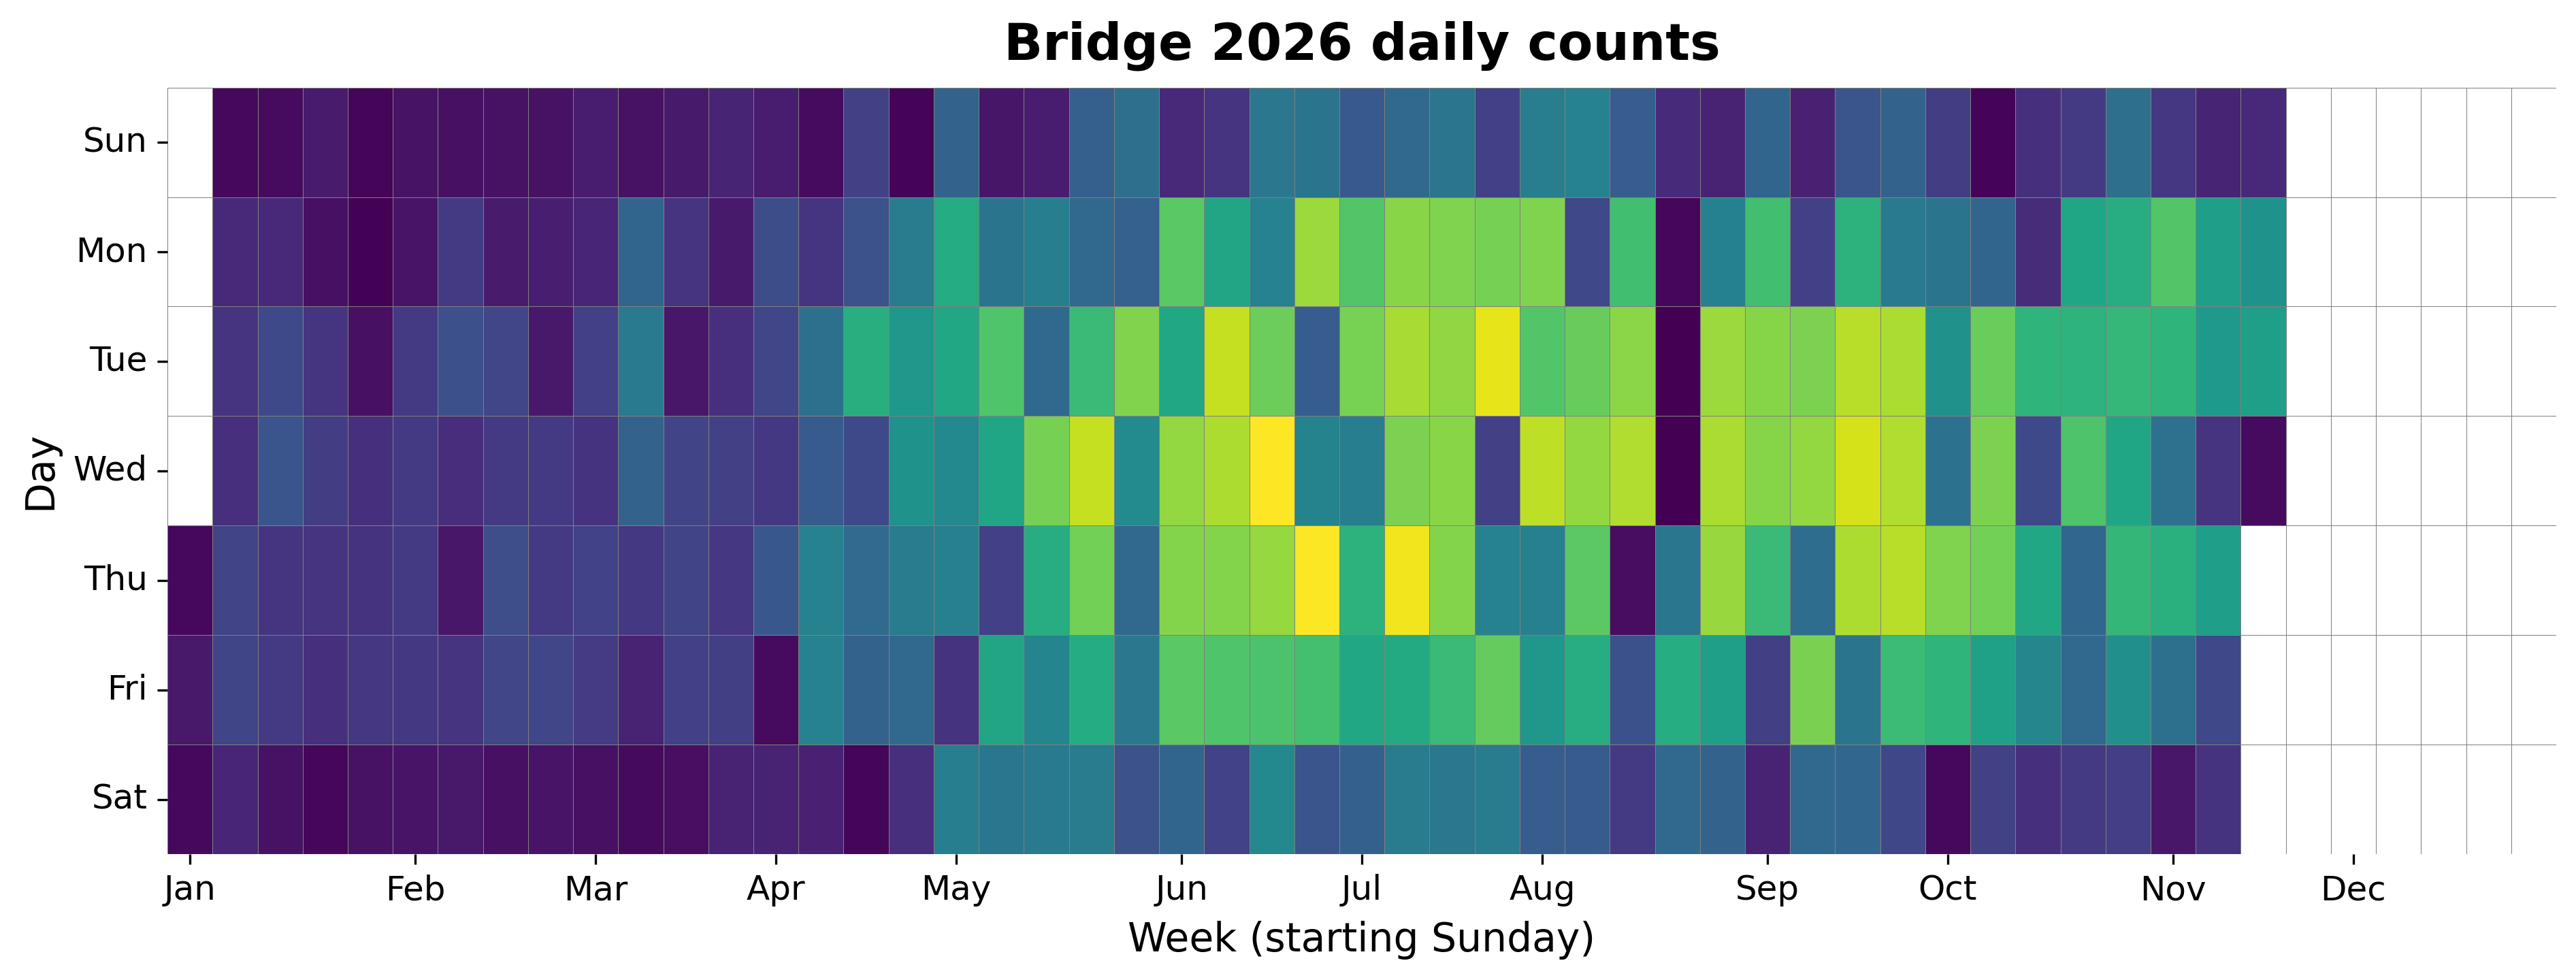 Bridge 2026 daily counts
Day
Sun
Mon
Tue
Wed
Thu
Fri
Sat
Jan Feb Mar Apr May Jun Jul Aug Sep Oct Nov Dec
Week (starting Sunday)